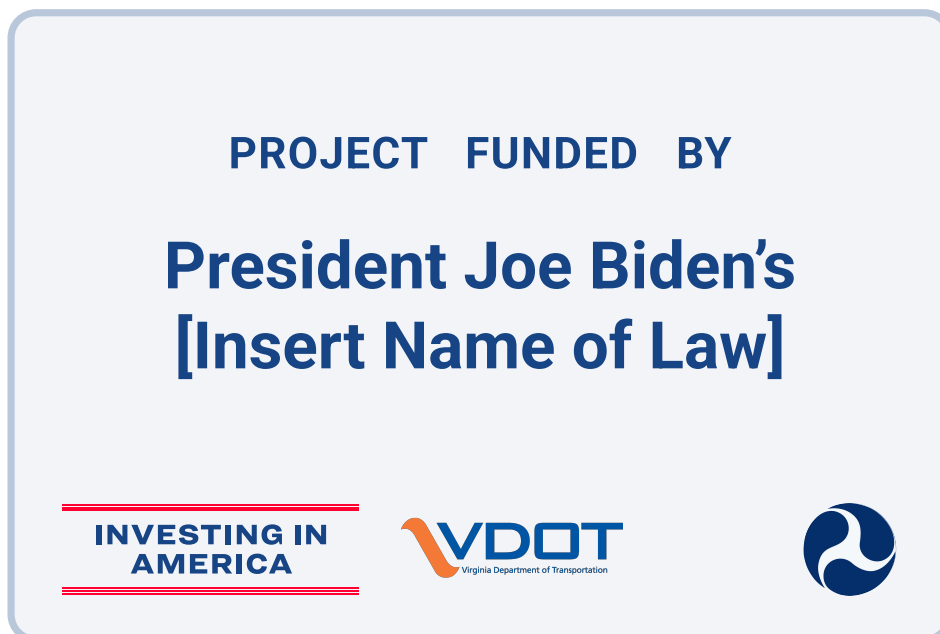 PROJECT FUNDED BY
President Joe Biden’s
[Insert Name of Law]
INVESTING IN
AMERICA
VDOT
Virginia Department of Transportation